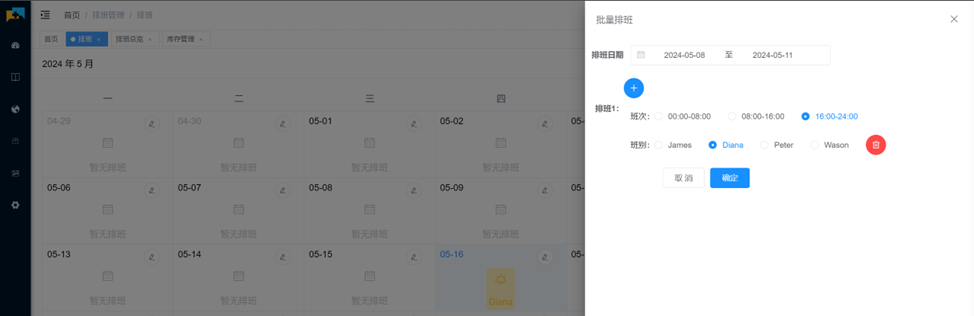 首页 / 排班管理 / 排班
首页 排班 × 排班总览 × 库存管理 ×
2024 年 5 月
一 二 三 四
04-29 04-30 05-01 05-02 05-
暂无排班 暂无排班 暂无排班 暂无排班
05-06 05-07 05-08 05-09 05-
暂无排班 暂无排班 暂无排班 暂无排班
05-13 05-14 05-15 05-16 05-
暂无排班 暂无排班 暂无排班 Diana
批量排班
排班日期 2024-05-08 至 2024-05-11
排班1:
班次: 00:00-08:00 08:00-16:00 16:00-24:00
班别: James Diana Peter Wason
取 消 确定